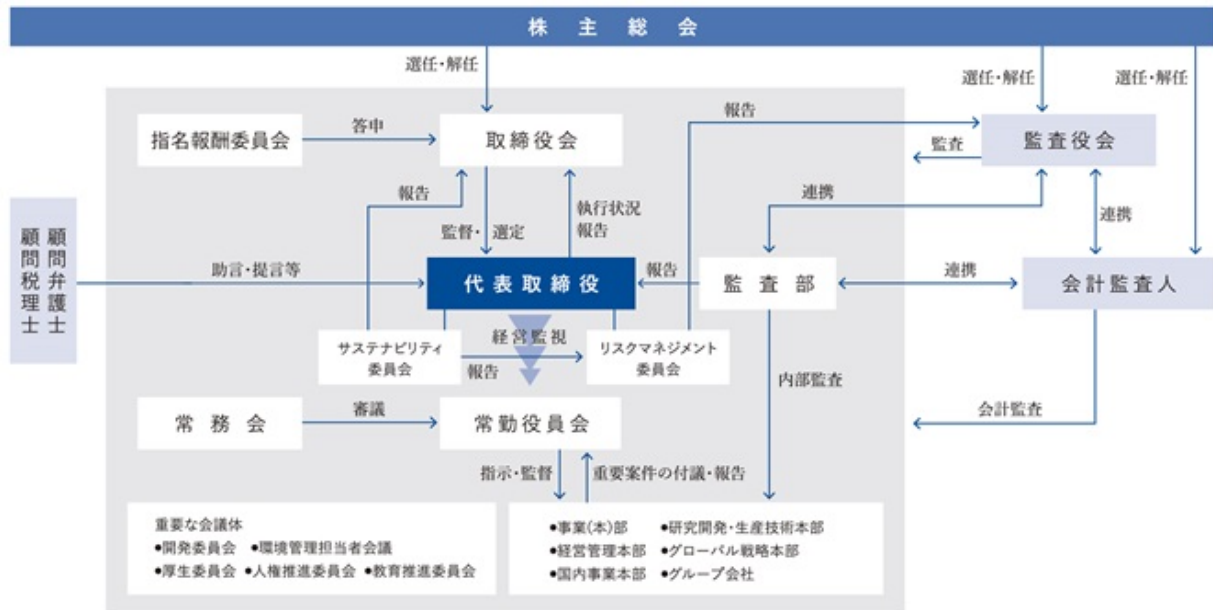 株主総会
選任・解任
選任・解任
選任・解任
指名報酬委員会
答申
取締役会
報告
監査役会
監査
報告
執行状況
報告
連携
連携
監督・選定
顧問弁護士
顧問税理士
助言・提言等
代表取締役
報告
監査部
連携
会計監査人
サステナビリティ
委員会
経営監視
報告
リスクマネジメント
委員会
内部監査
会計監査
常務会
審議
常勤役員会
指示・監督
重要案件の付議・報告
重要な会議体
●開発委員会 ●環境管理担当者会議
●厚生委員会 ●人権推進委員会 ●教育推進委員会
●事業(本)部 ●研究開発・生産技術本部
●経営管理本部 ●グローバル戦略本部
●国内事業本部 ●グループ会社